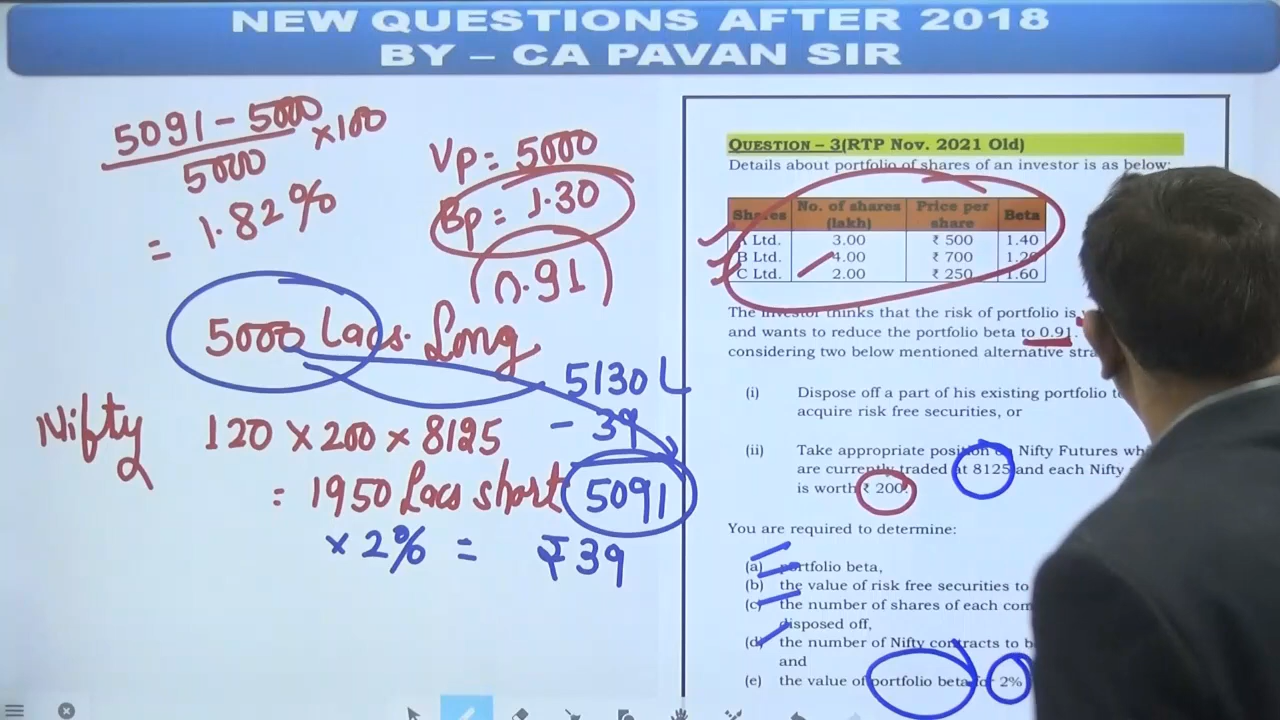 NEW QUESTIONS AFTER 2018
BY – CA PAVAN SIR
5091 – 5000 ×100
5000
= 1.82%
Vp = 5000
Bp = 1.30
0.91
5000 Lacs. Long
5130 L
– 39
5091
Nifty 120 × 200 × 8125
= 1950 Lacs short
× 2% = ₹39
QUESTION – 3(RTP Nov. 2021 Old)
Details about portfolio of shares of an investor is as below:
Shares No. of shares (lakh) Price per share Beta
A Ltd. 3.00 ₹ 500 1.40
B Ltd. 4.00 ₹ 700 1.20
C Ltd. 2.00 ₹ 250 1.60
The investor thinks that the risk of portfolio is
and wants to reduce the portfolio beta to 0.91.
considering two below mentioned alternative
(i) Dispose off a part of his existing portfolio
acquire risk free securities, or
(ii) Take appropriate position on Nifty Futures
are currently traded at 8125 and each Nifty
is worth ₹ 200.
You are required to determine:
(a) portfolio beta,
(b) the value of risk free securities to
(c) the number of shares of each
disposed off,
(d) the number of Nifty contracts to
and
(e) the value of portfolio beta for 2%